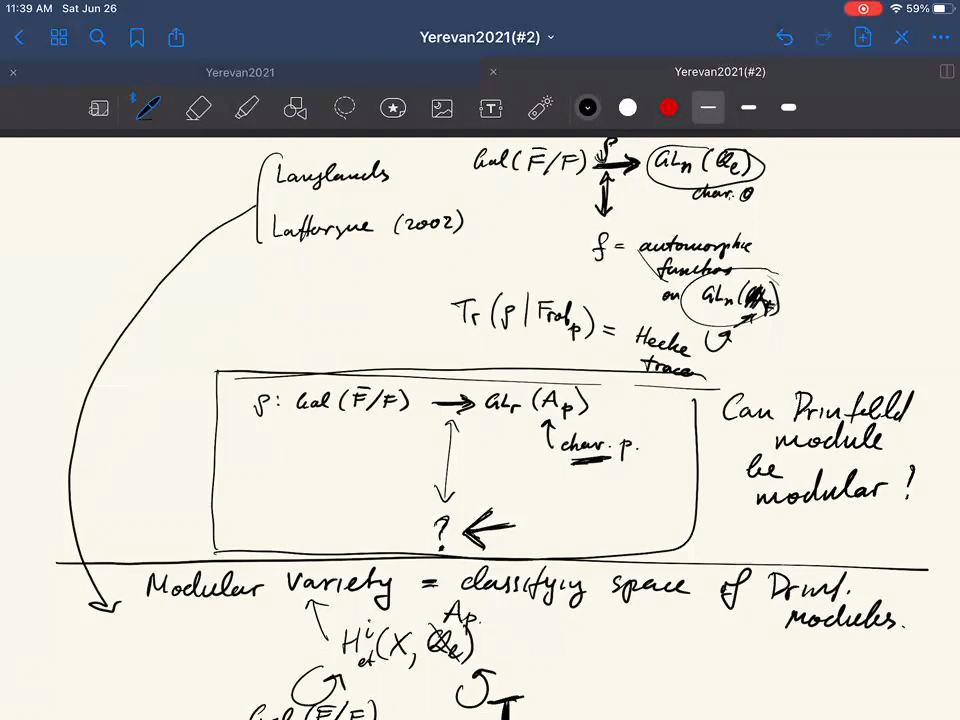 11:39 AM Sat Jun 26
59%
Yerevan2021(#2)
Yerevan2021
Yerevan2021(#2)
T
Langlands
Lafforgue (2002)
Gal(F̄/F) ρ → GLn(Q̄ℓ)
char. 0
f = automorphic
function
on GLn(
Tr(ρ|Frobp) = Hecke
trace
ρ: Gal(F̄/F) → GLr(Ap)
char. p.
?
Can Drinfeld
module
be
modular?
Modular variety = classifying space of Drinf.
modules.
Ap
Hiet(X, Qℓ)
Gal(F̄/F)
T